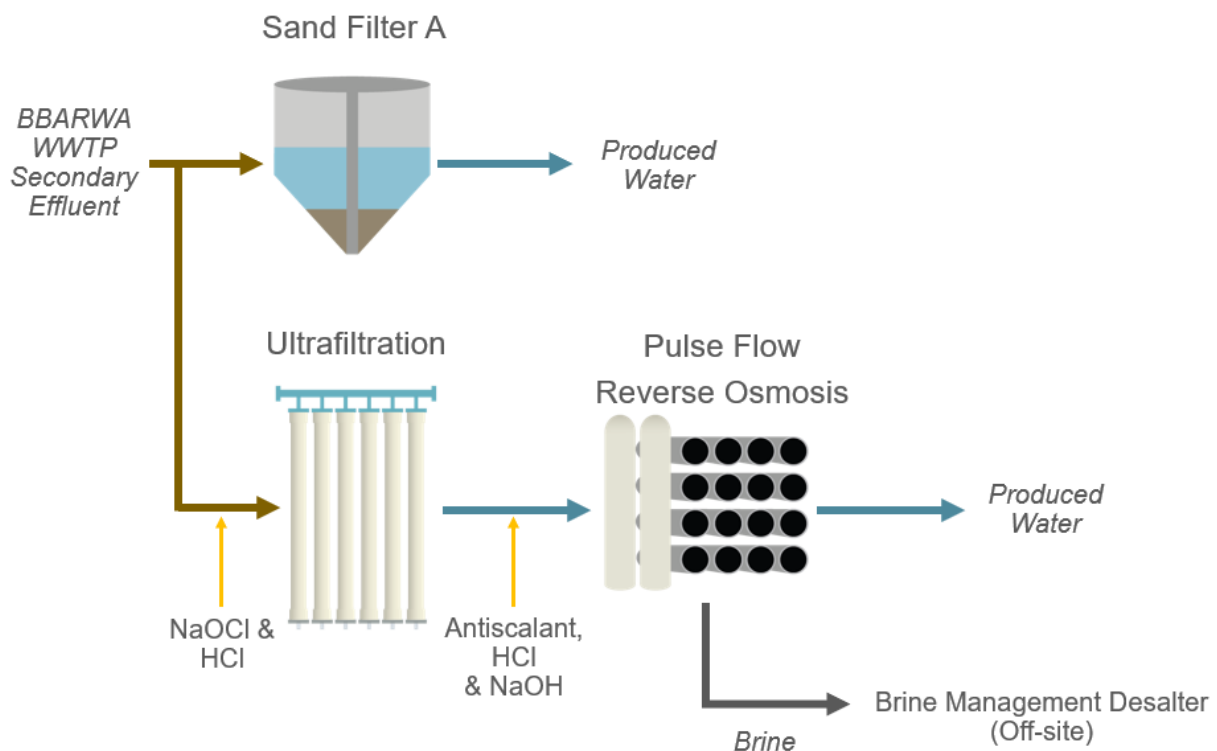 Sand Filter A
BBARWA
WWTP
Secondary
Effluent
Produced
Water
Ultrafiltration
Pulse Flow
Reverse Osmosis
Produced
Water
NaOCl &
HCl
Antiscalant,
HCl
& NaOH
Brine
Brine Management Desalter
(Off-site)